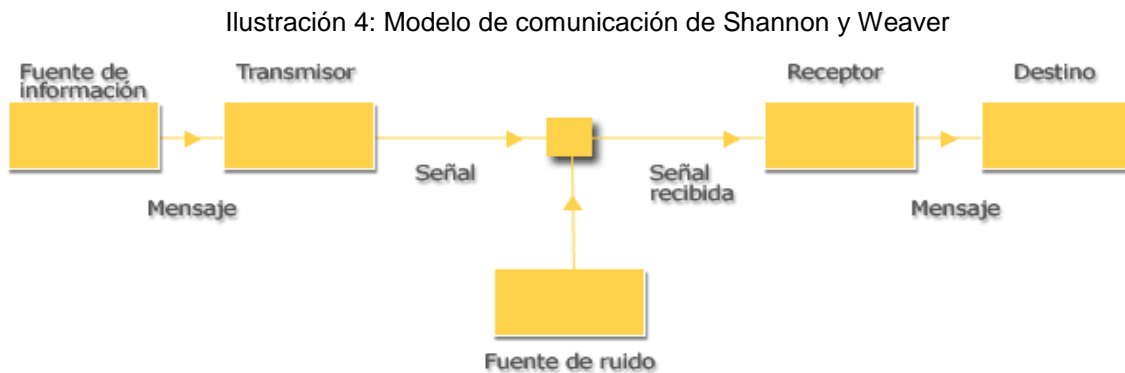 Ilustración 4: Modelo de comunicación de Shannon y Weaver
Fuente de
información
Transmisor
Receptor
Destino
Señal
Señal
recibida
Mensaje
Mensaje
Fuente de ruido